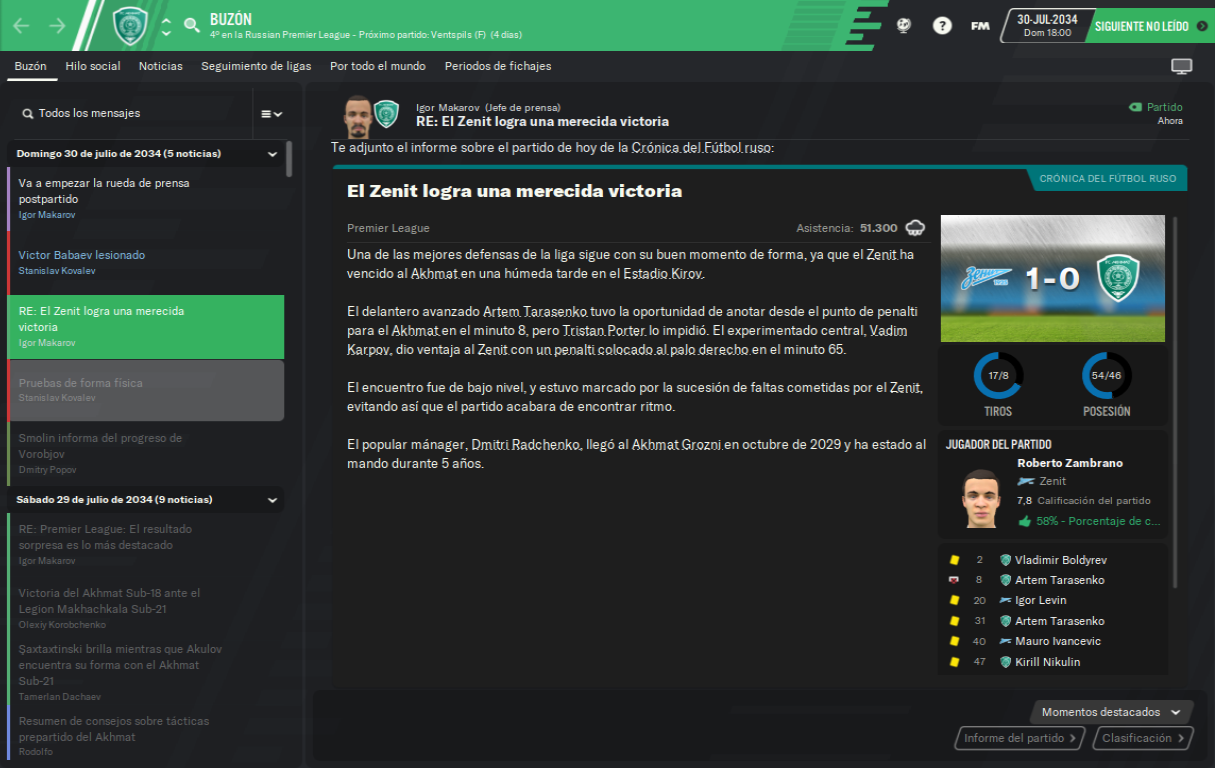 BUZÓN
4º en la Russian Premier League - Próximo partido: Ventspils (F) (4 días)
FM
30-JUL-2034
Dom 18:00
SIGUIENTE NO LEÍDO
Buzón
Hilo social
Noticias
Seguimiento de ligas
Por todo el mundo
Periodos de fichajes
Todos los mensajes
Domingo 30 de julio de 2034 (5 noticias)
Va a empezar la rueda de prensa
postpartido
Igor Makarov
Victor Babaev lesionado
Stanislav Kovalev
RE: El Zenit logra una merecida
victoria
Igor Makarov
Pruebas de forma física
Stanislav Kovalev
Smolin informa del progreso de
Vorobjov
Dmitry Popov
Sábado 29 de julio de 2034 (9 noticias)
RE: Premier League: El resultado
sorpresa es lo más destacado
Igor Makarov
Victoria del Akhmat Sub-18 ante el
Legion Makhachkala Sub-21
Olexiy Korobchenko
Şaxtaxtinski brilla mientras que Akulov
encuentra su forma con el Akhmat
Sub-21
Tamerlan Dachaev
Resumen de consejos sobre tácticas
prepartido del Akhmat
Rodolfo
Igor Makarov (Jefe de prensa)
RE: El Zenit logra una merecida victoria
Partido
Ahora
Te adjunto el informe sobre el partido de hoy de la Crónica del Fútbol ruso:
CRÓNICA DEL FÚTBOL RUSO
El Zenit logra una merecida victoria
Premier League
Asistencia: 51.300
Una de las mejores defensas de la liga sigue con su buen momento de forma, ya que el Zenit ha
vencido al Akhmat en una húmeda tarde en el Estadio Kirov.
El delantero avanzado Artem Tarasenko tuvo la oportunidad de anotar desde el punto de penalti
para el Akhmat en el minuto 8, pero Tristan Porter lo impidió. El experimentado central, Vadim
Karpov, dio ventaja al Zenit con un penalti colocado al palo derecho en el minuto 65.
El encuentro fue de bajo nivel, y estuvo marcado por la sucesión de faltas cometidas por el Zenit,
evitando así que el partido acabara de encontrar ritmo.
El popular mánager, Dmitri Radchenko, llegó al Akhmat Grozni en octubre de 2029 y ha estado al
mando durante 5 años.
1-0
17/8
54/46
TIROS
POSESIÓN
JUGADOR DEL PARTIDO
Roberto Zambrano
Zenit
7,8 Calificación del partido
58% - Porcentaje de c...
2 Vladimir Boldyrev
8 Artem Tarasenko
20 Igor Levin
31 Artem Tarasenko
40 Mauro Ivancevic
47 Kirill Nikulin
Momentos destacados
Informe del partido
Clasificación